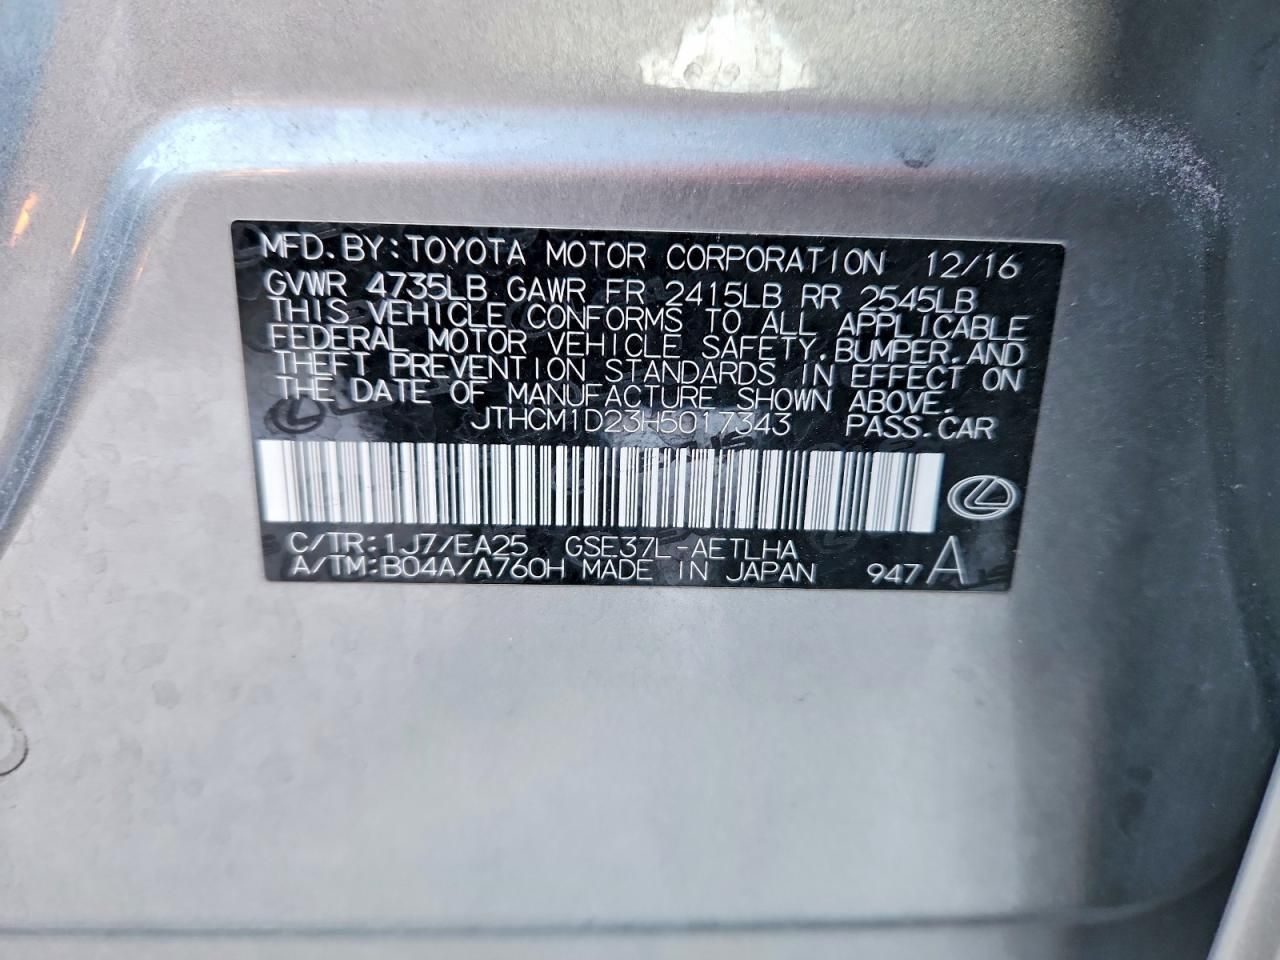 MFD.BY:TOYOTA MOTOR CORPORATION 12/16
GVWR 4735LB GAWR FR 2415LB RR 2545LB
THIS VEHICLE CONFORMS TO ALL APPLICABLE
FEDERAL MOTOR VEHICLE SAFETY,BUMPER,AND
THEFT PREVENTION STANDARDS IN EFFECT ON
THE DATE OF MANUFACTURE SHOWN ABOVE.
JTHCM1D23H5017343 PASS.CAR
C/TR:1J7/EA25 GSE37L-AETLHA
A/TM:B04A/A760H MADE IN JAPAN 947A